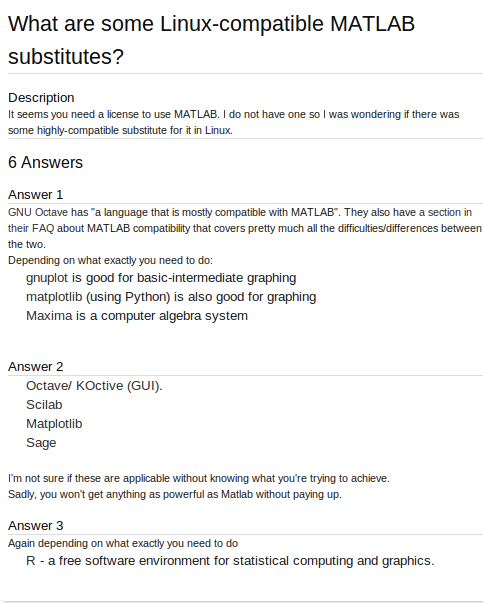 What are some Linux-compatible MATLAB
substitutes?
Description
It seems you need a license to use MATLAB. I do not have one so I was wondering if there was
some highly-compatible substitute for it in Linux.
6 Answers
Answer 1
GNU Octave has "a language that is mostly compatible with MATLAB". They also have a section in
their FAQ about MATLAB compatibility that covers pretty much all the difficulties/differences between
the two.
Depending on what exactly you need to do:
gnuplot is good for basic-intermediate graphing
matplotlib (using Python) is also good for graphing
Maxima is a computer algebra system
Answer 2
Octave/ KOctive (GUI).
Scilab
Matplotlib
Sage
I'm not sure if these are applicable without knowing what you're trying to achieve.
Sadly, you won't get anything as powerful as Matlab without paying up.
Answer 3
Again depending on what exactly you need to do
R - a free software environment for statistical computing and graphics.